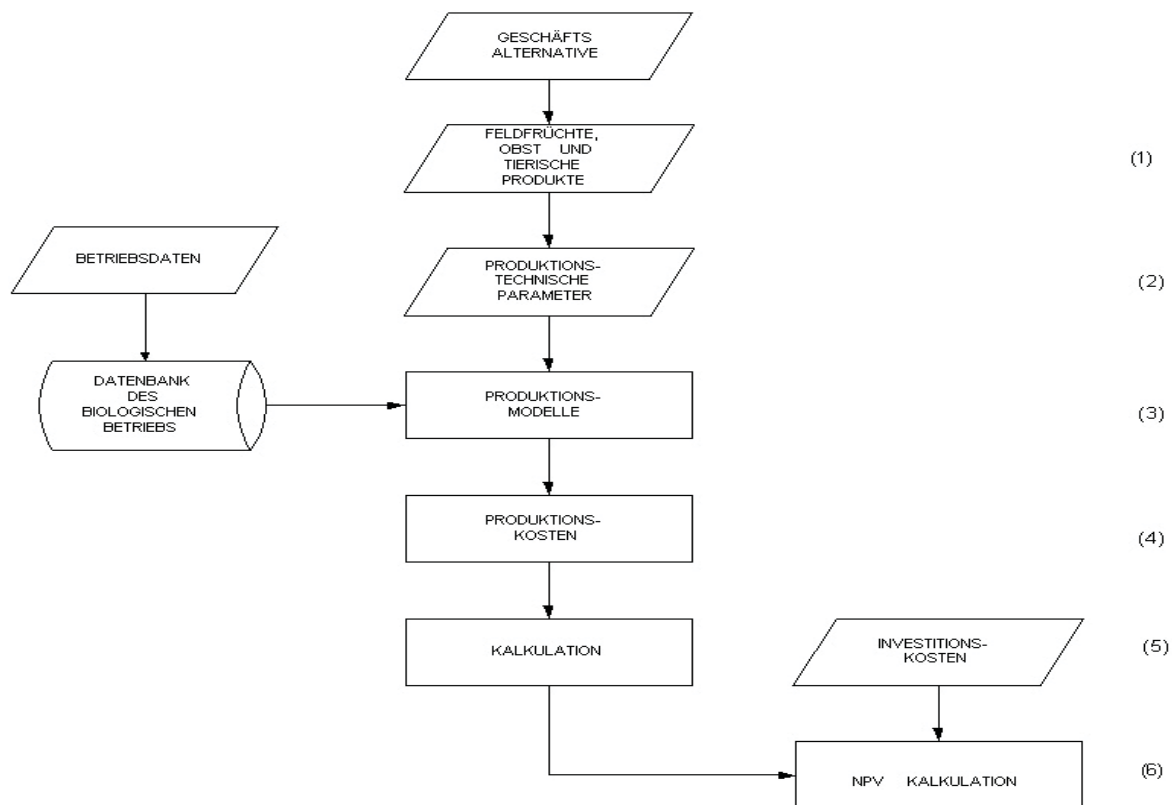 GESCHÄFTS
ALTERNATIVE
FELDFRÜCHTE,
OBST UND
TIERISCHE
PRODUKTE
(1)
BETRIEBSDATEN
PRODUKTIONS-
TECHNISCHE
PARAMETER
(2)
DATENBANK
DES
BIOLOGISCHEN
BETRIEBS
PRODUKTIONS-
MODELLE
(3)
PRODUKTIONS-
KOSTEN
(4)
KALKULATION
INVESTITIONS-
KOSTEN
(5)
NPV KALKULATION
(6)